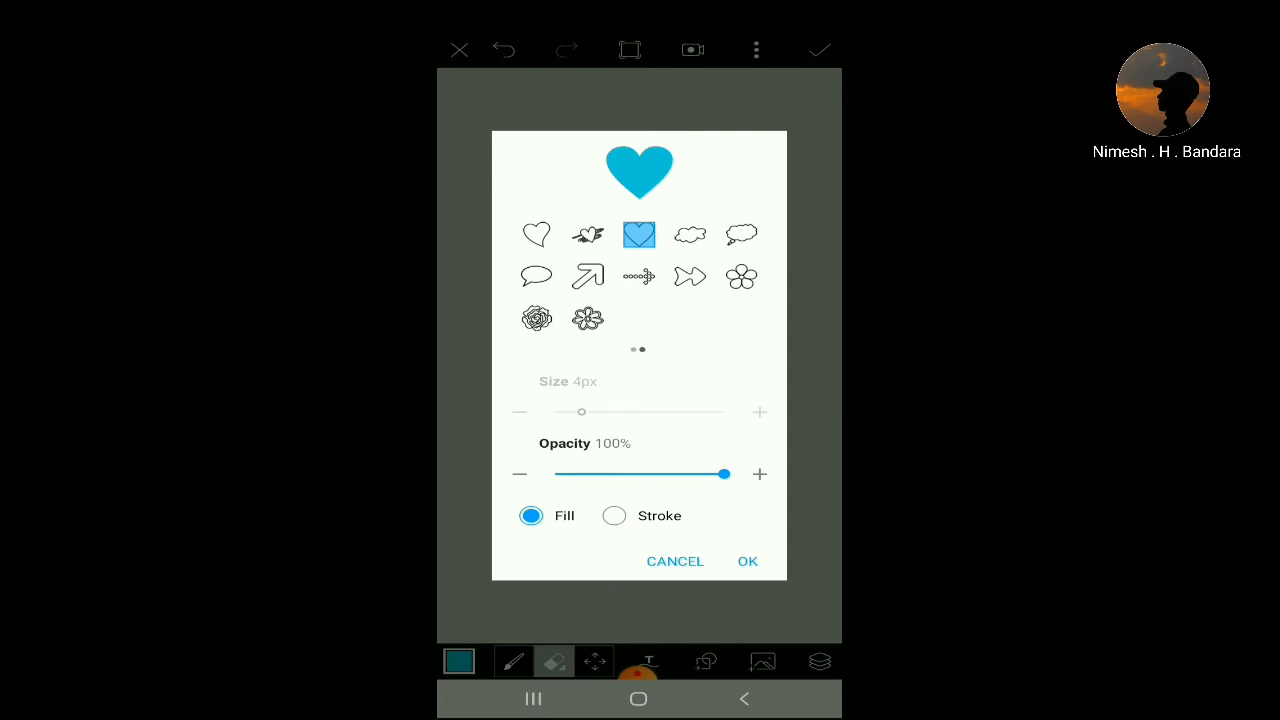 Nimesh . H . Bandara
Size 4px
Opacity 100%
Fill Stroke
CANCEL OK
T